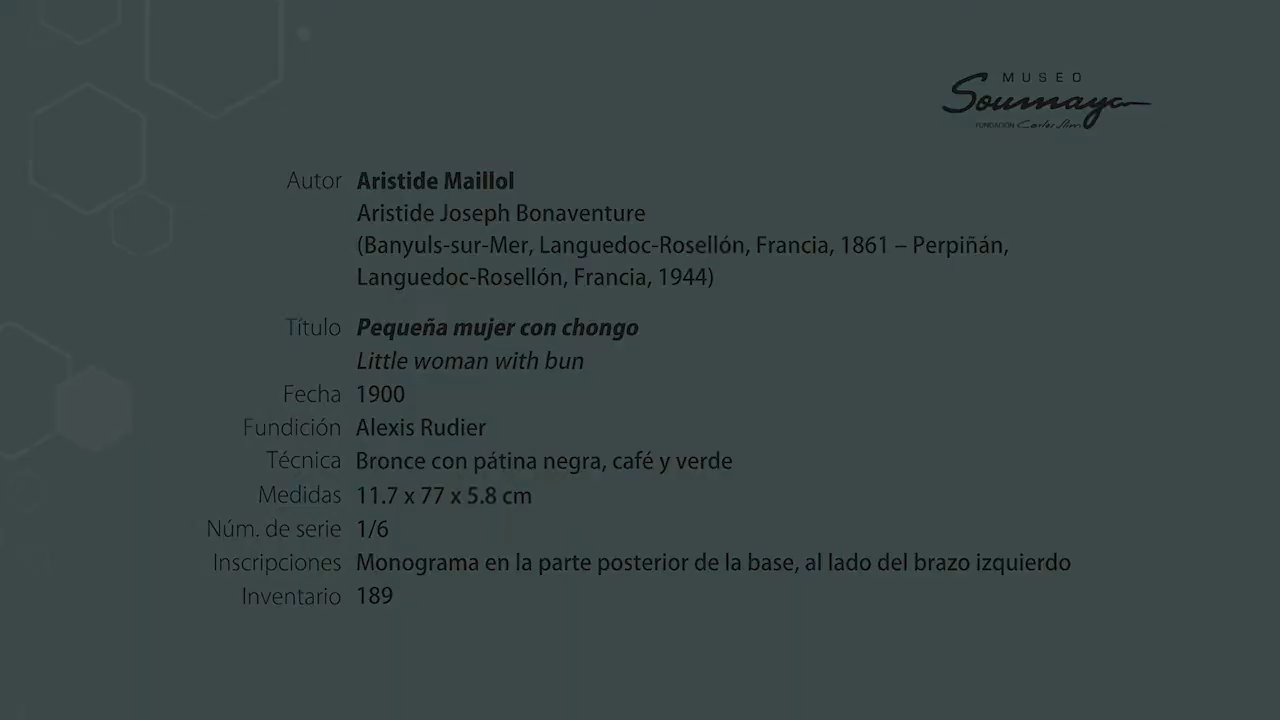 MUSEO
Soumaya
FUNDACIÓN Carlos Slim
Autor Aristide Maillol
Aristide Joseph Bonaventure
(Banyuls-sur-Mer, Languedoc-Rosellón, Francia, 1861 – Perpiñán,
Languedoc-Rosellón, Francia, 1944)
Título Pequeña mujer con chongo
Little woman with bun
Fecha 1900
Fundición Alexis Rudier
Técnica Bronce con pátina negra, café y verde
Medidas 11.7 x 77 x 5.8 cm
Núm. de serie 1/6
Inscripciones Monograma en la parte posterior de la base, al lado del brazo izquierdo
Inventario 189